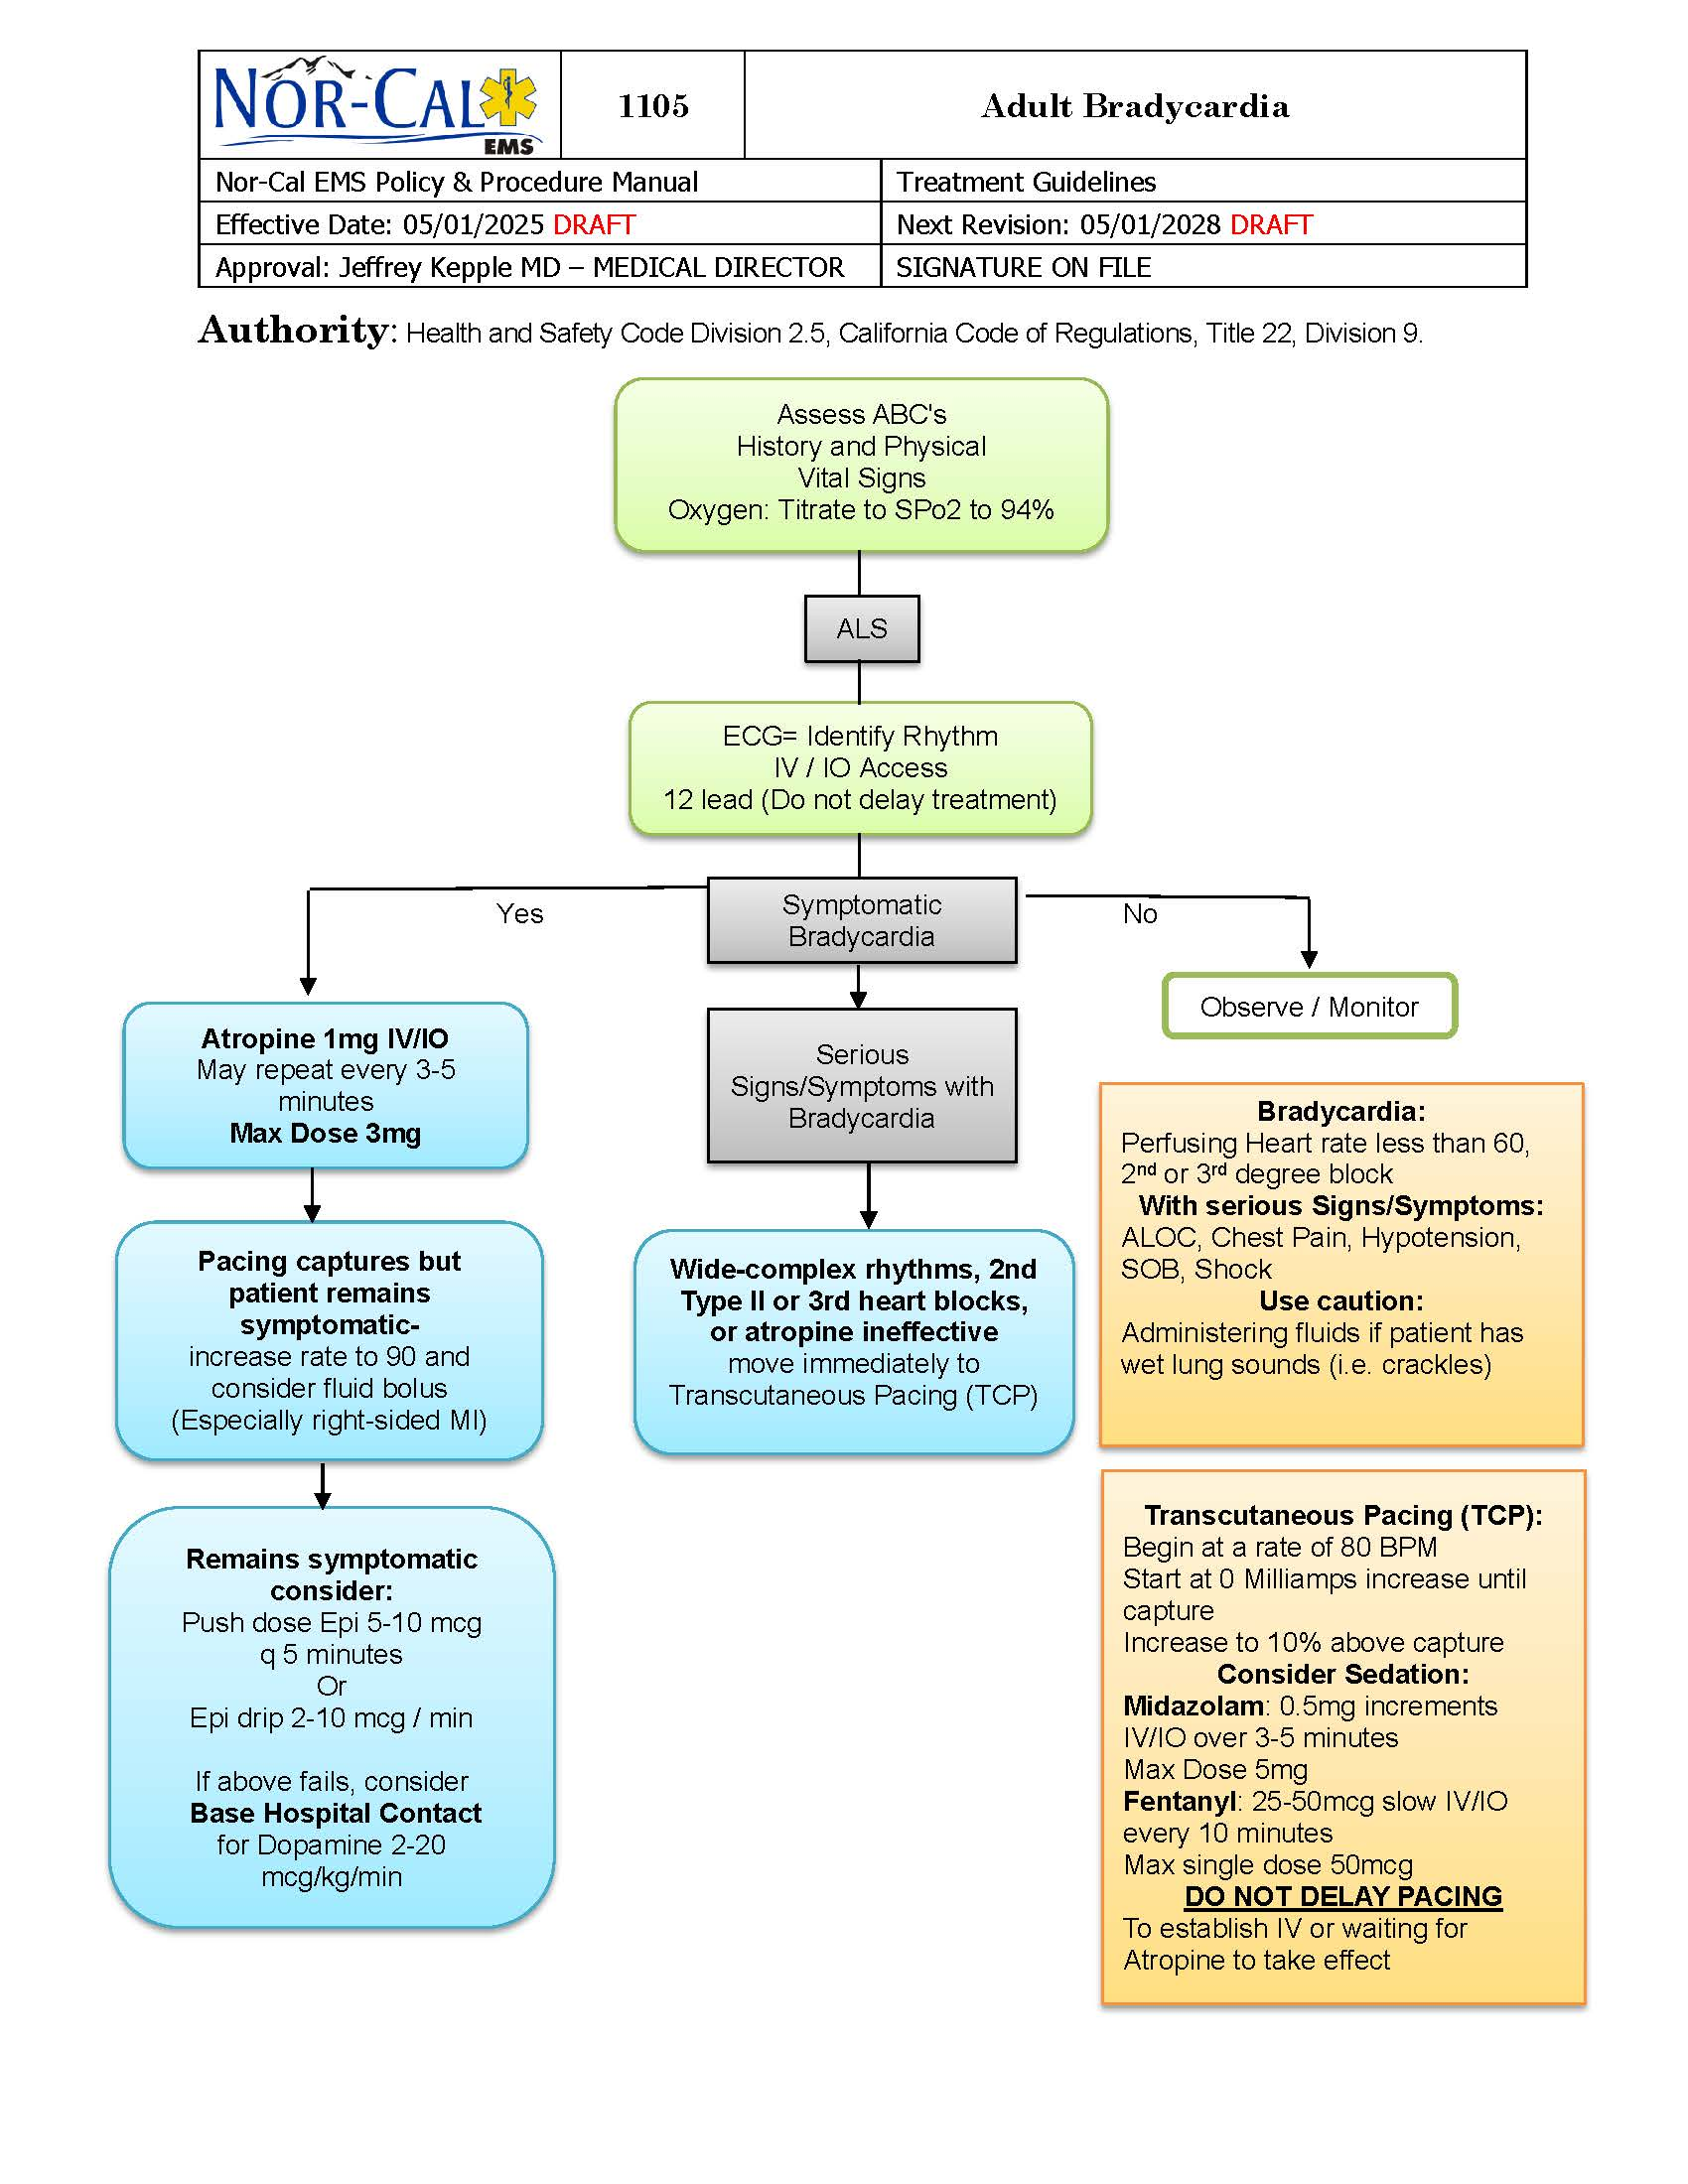 NOR-CAL
EMS
1105
Adult Bradycardia
Nor-Cal EMS Policy & Procedure Manual
Treatment Guidelines
Effective Date: 05/01/2025 DRAFT
Next Revision: 05/01/2028 DRAFT
Approval: Jeffrey Kepple MD – MEDICAL DIRECTOR
SIGNATURE ON FILE
Authority: Health and Safety Code Division 2.5, California Code of Regulations, Title 22, Division 9.
Assess ABC's
History and Physical
Vital Signs
Oxygen: Titrate to SPo2 to 94%
ALS
ECG= Identify Rhythm
IV / IO Access
12 lead (Do not delay treatment)
Symptomatic
Bradycardia
Yes
No
Atropine 1mg IV/IO
May repeat every 3-5
minutes
Max Dose 3mg
Pacing captures but
patient remains
symptomatic-
increase rate to 90 and
consider fluid bolus
(Especially right-sided MI)
Remains symptomatic
consider:
Push dose Epi 5-10 mcg
q 5 minutes
Or
Epi drip 2-10 mcg / min
If above fails, consider
Base Hospital Contact
for Dopamine 2-20
mcg/kg/min
Serious
Signs/Symptoms with
Bradycardia
Wide-complex rhythms, 2nd
Type II or 3rd heart blocks,
or atropine ineffective
move immediately to
Transcutaneous Pacing (TCP)
Observe / Monitor
Bradycardia:
Perfusing Heart rate less than 60,
2nd or 3rd degree block
With serious Signs/Symptoms:
ALOC, Chest Pain, Hypotension,
SOB, Shock
Use caution:
Administering fluids if patient has
wet lung sounds (i.e. crackles)
Transcutaneous Pacing (TCP):
Begin at a rate of 80 BPM
Start at 0 Milliamps increase until
capture
Increase to 10% above capture
Consider Sedation:
Midazolam: 0.5mg increments
IV/IO over 3-5 minutes
Max Dose 5mg
Fentanyl: 25-50mcg slow IV/IO
every 10 minutes
Max single dose 50mcg
DO NOT DELAY PACING
To establish IV or waiting for
Atropine to take effect